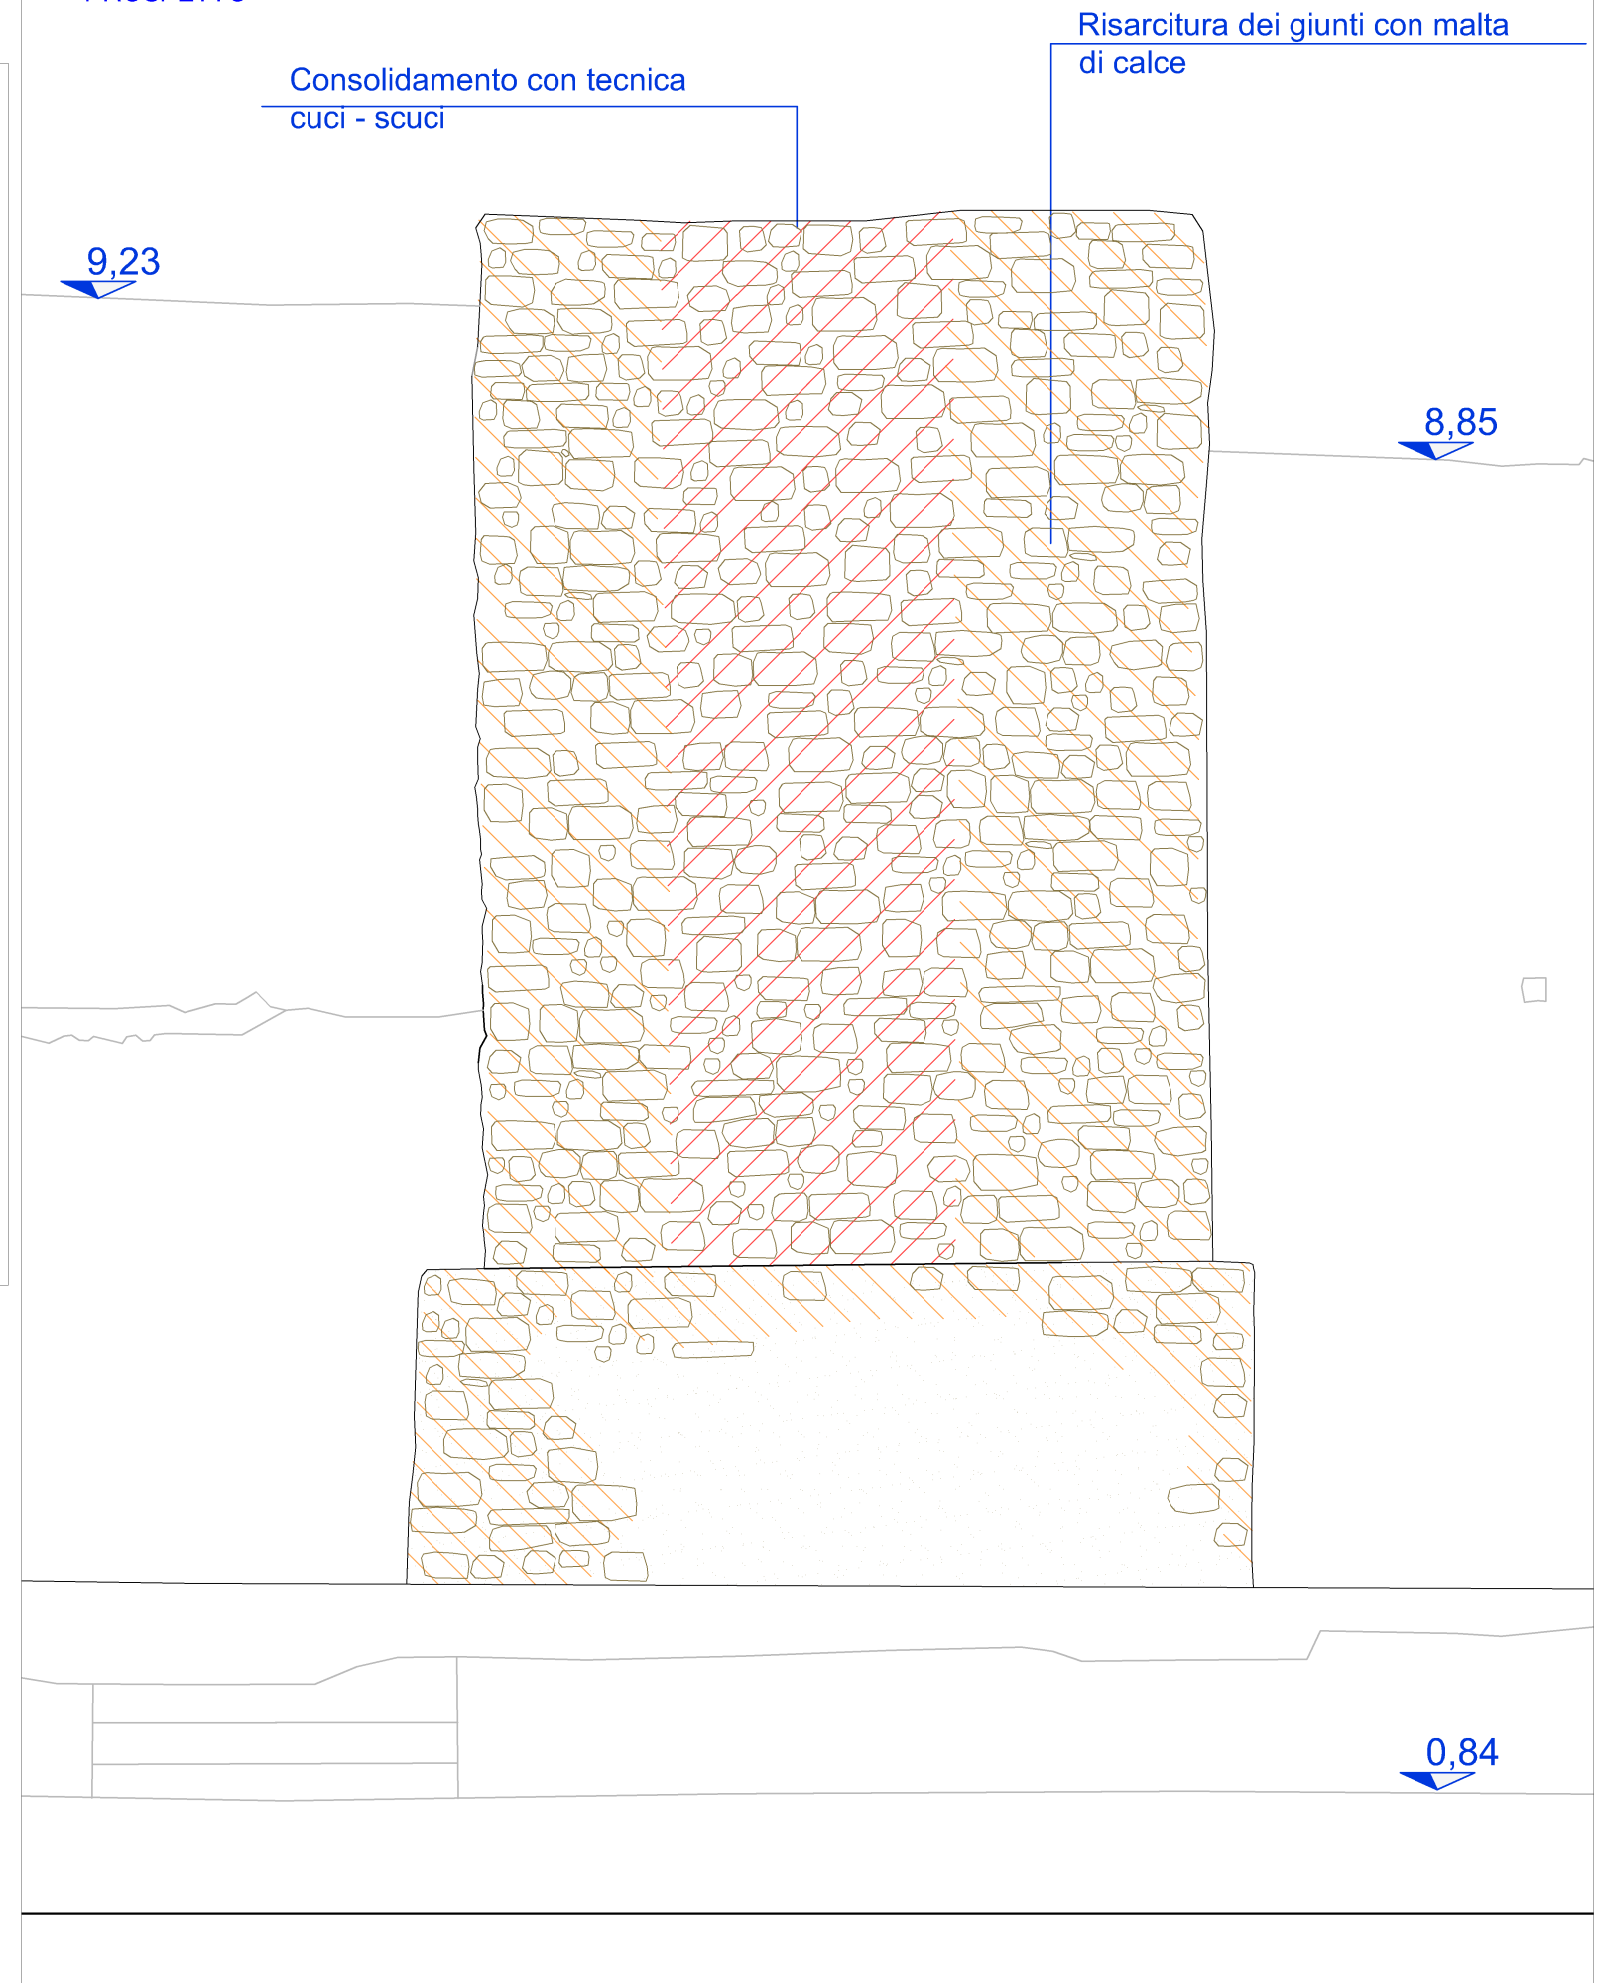 Risarcitura dei giunti con malta
di calce
Consolidamento con tecnica
cuci - scuci
9,23
8,85
0,84